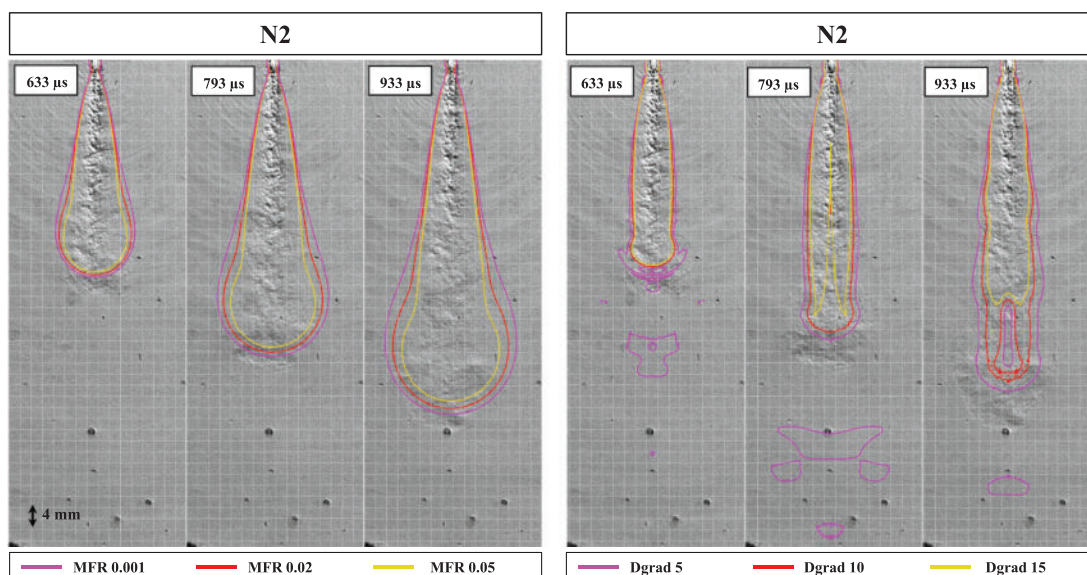 N2
633 µs
793 µs
933 µs
4 mm
MFR 0.001
MFR 0.02
MFR 0.05
N2
633 µs
793 µs
933 µs
Dgrad 5
Dgrad 10
Dgrad 15